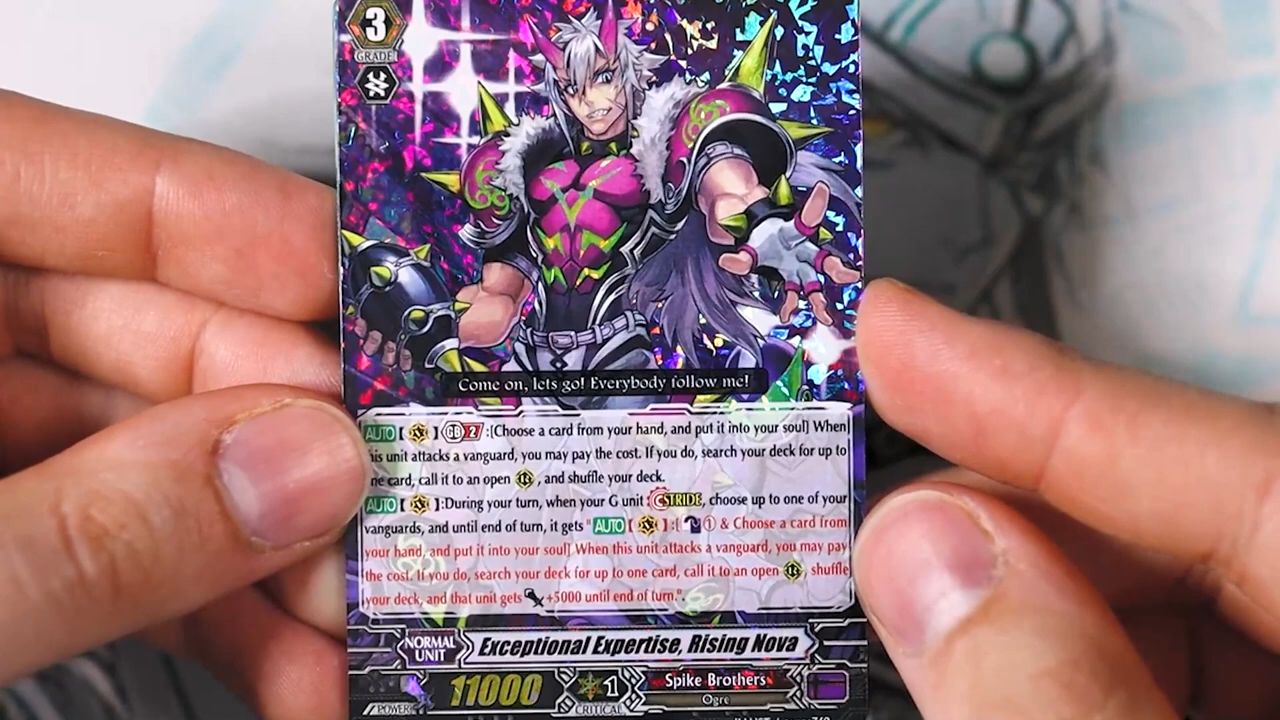 3
GRADE
Come on, lets go! Everybody follow me!
AUTO【 】GB 2 :[Choose a card from your hand, and put it into your soul] When
his unit attacks a vanguard, you may pay the cost. If you do, search your deck for up to
ne card, call it to an open , and shuffle your deck.
AUTO【 】:During your turn, when your G unit STRIDE, choose up to one of your
vanguards, and until end of turn, it gets "AUTO【 】:[ ① & Choose a card from
your hand, and put it into your soul] When this unit attacks a vanguard, you may pay
the cost. If you do, search your deck for up to one card, call it to an open , shuffle
your deck, and that unit gets +5000 until end of turn.".
NORMAL
UNIT
Exceptional Expertise, Rising Nova
POWER
11000
1
CRITICAL
Spike Brothers
Ogre